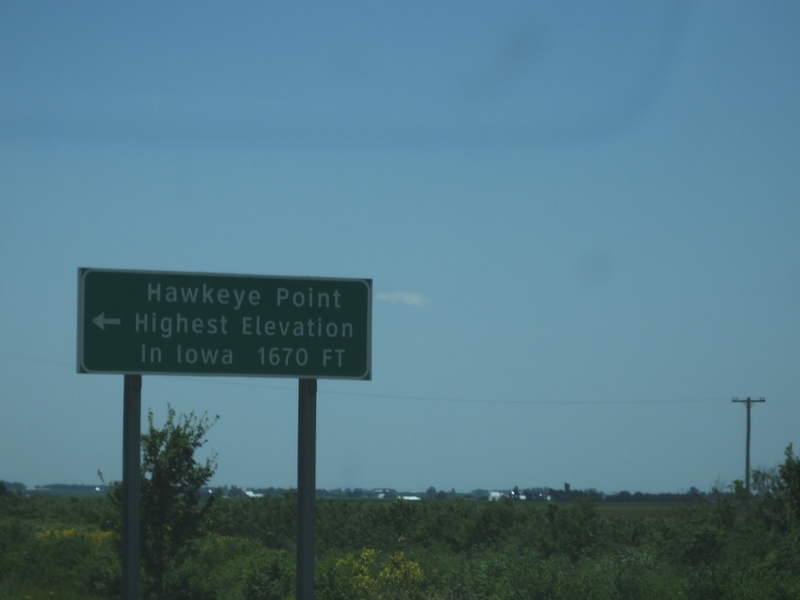 Hawkeye Point
Highest Elevation
In Iowa 1670 FT